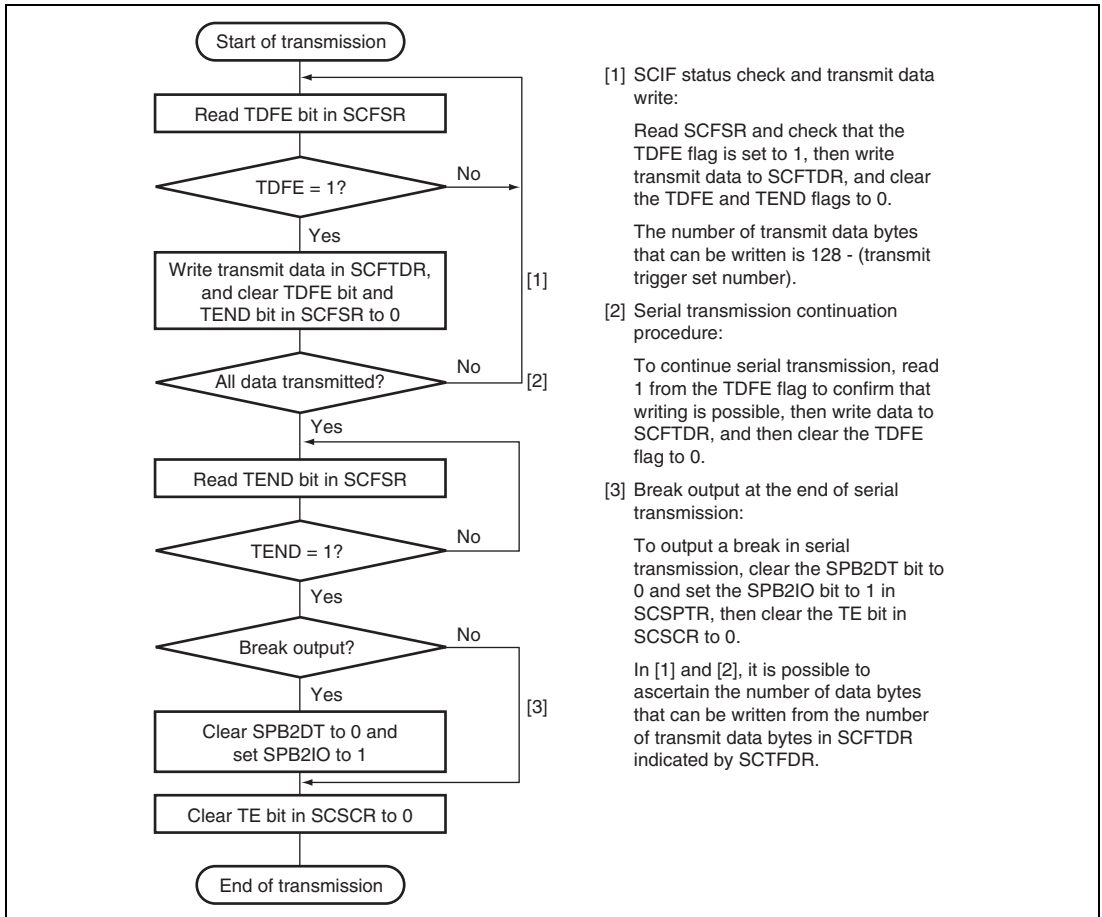 Start of transmission
Read TDFE bit in SCFSR
TDFE = 1?
No
Yes
Write transmit data in SCFTDR,
and clear TDFE bit and
TEND bit in SCFSR to 0
[1]
All data transmitted?
No
[2]
Yes
Read TEND bit in SCFSR
TEND = 1?
No
Yes
Break output?
No
Yes
[3]
Clear SPB2DT to 0 and
set SPB2IO to 1
Clear TE bit in SCSCR to 0
End of transmission
[1] SCIF status check and transmit data
write:
Read SCFSR and check that the
TDFE flag is set to 1, then write
transmit data to SCFTDR, and clear
the TDFE and TEND flags to 0.
The number of transmit data bytes
that can be written is 128 - (transmit
trigger set number).
[2] Serial transmission continuation
procedure:
To continue serial transmission, read
1 from the TDFE flag to confirm that
writing is possible, then write data to
SCFTDR, and then clear the TDFE
flag to 0.
[3] Break output at the end of serial
transmission:
To output a break in serial
transmission, clear the SPB2DT bit to
0 and set the SPB2IO bit to 1 in
SCSPTR, then clear the TE bit in
SCSCR to 0.
In [1] and [2], it is possible to
ascertain the number of data bytes
that can be written from the number
of transmit data bytes in SCFTDR
indicated by SCTFDR.